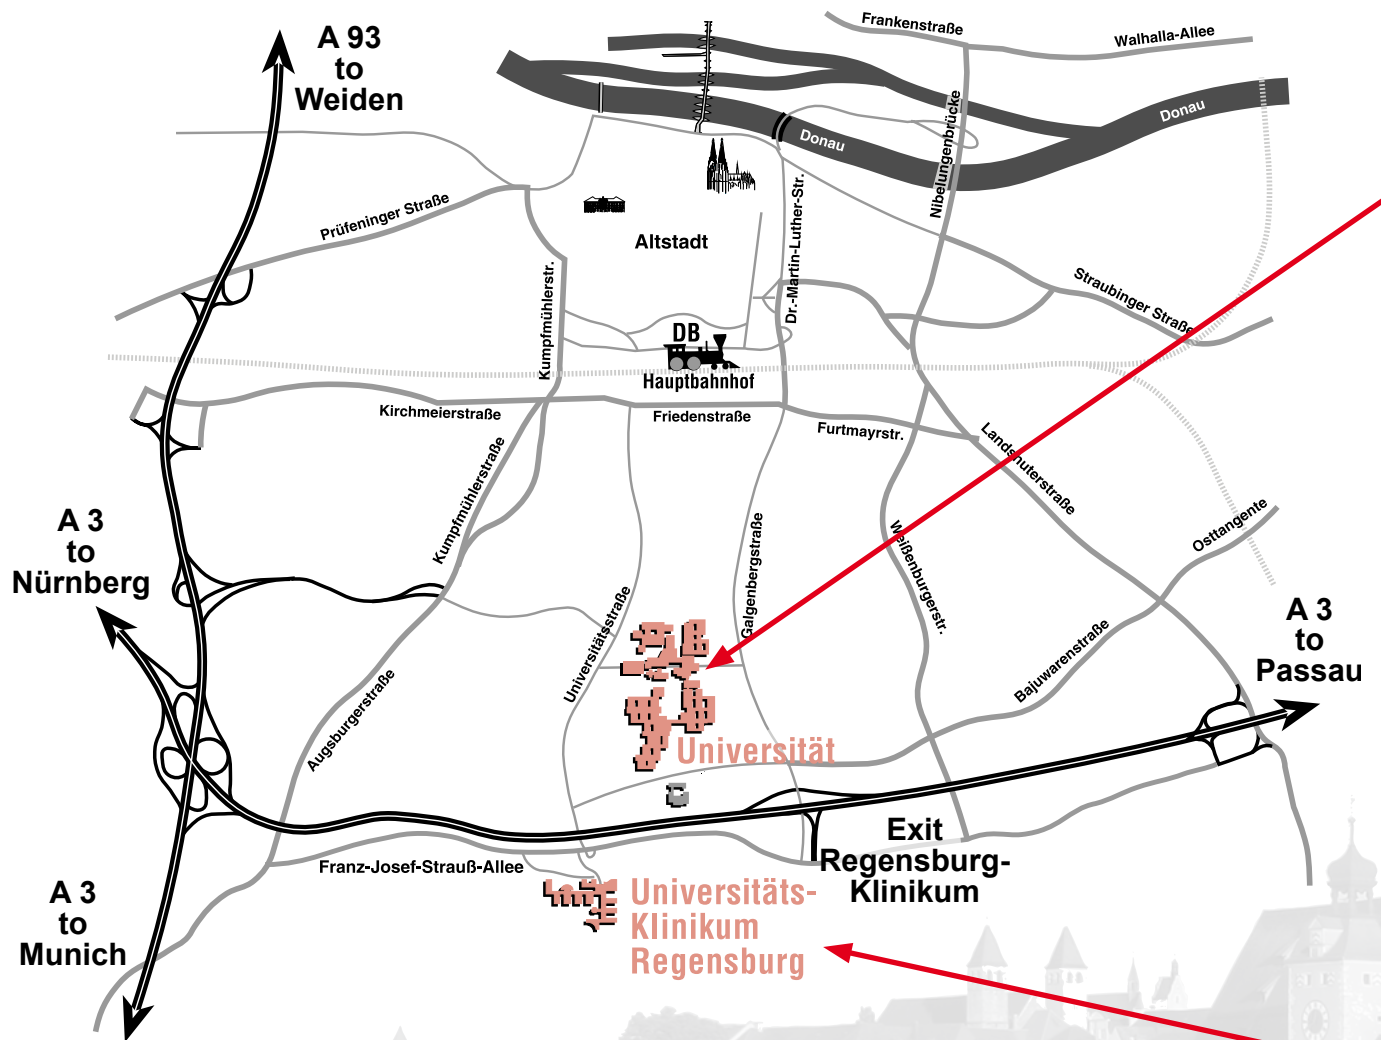 A 93
to
Weiden
Frankenstraße
Walhalla-Allee
Donau
Donau
Nibelungenbrücke
Prüfeninger Straße
Altstadt
Dr.-Martin-Luther-Str.
Kumpfmühlerstr.
Straubinger Straße
DB
Hauptbahnhof
Kirchmeierstraße
Friedenstraße
Furtmayrstr.
Landshuterstraße
Kumpfmühlerstraße
A 3
to
Nürnberg
Osttangente
Weißenburgerstr.
Galgenbergstraße
Universitätsstraße
A 3
to
Passau
Bajuwarenstraße
Augsburgerstraße
Universität
Exit
Regensburg-
Klinikum
Franz-Josef-Strauß-Allee
A 3
to
Munich
Universitäts-
Klinikum
Regensburg